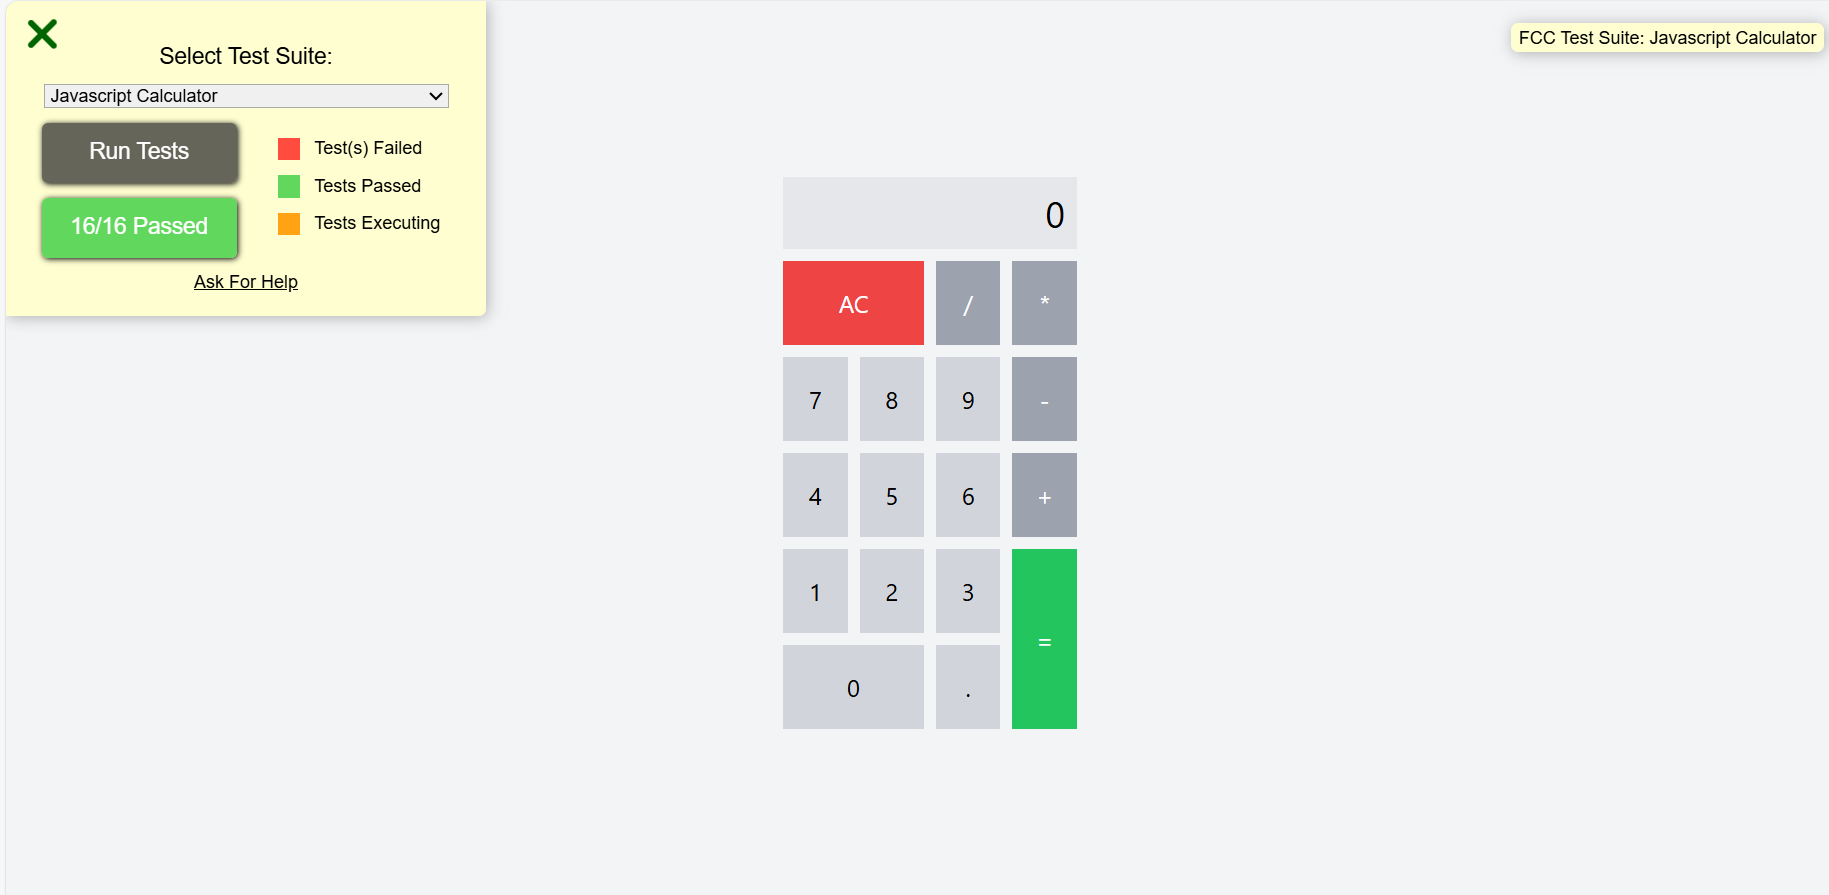 Select Test Suite:
Javascript Calculator
Run Tests
Test(s) Failed
Tests Passed
16/16 Passed
Tests Executing
Ask For Help
FCC Test Suite: Javascript Calculator
0
AC / *
7 8 9 -
4 5 6 +
1 2 3
=
0 .